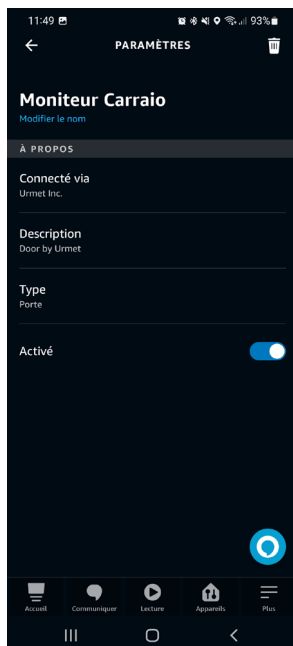 11:49
93%
PARAMÈTRES
Moniteur Carraio
Modifier le nom
À PROPOS
Connecté via
Urmet Inc.
Description
Door by Urmet
Type
Porte
Activé
Accueil Communiquer Lecture Appareils Plus